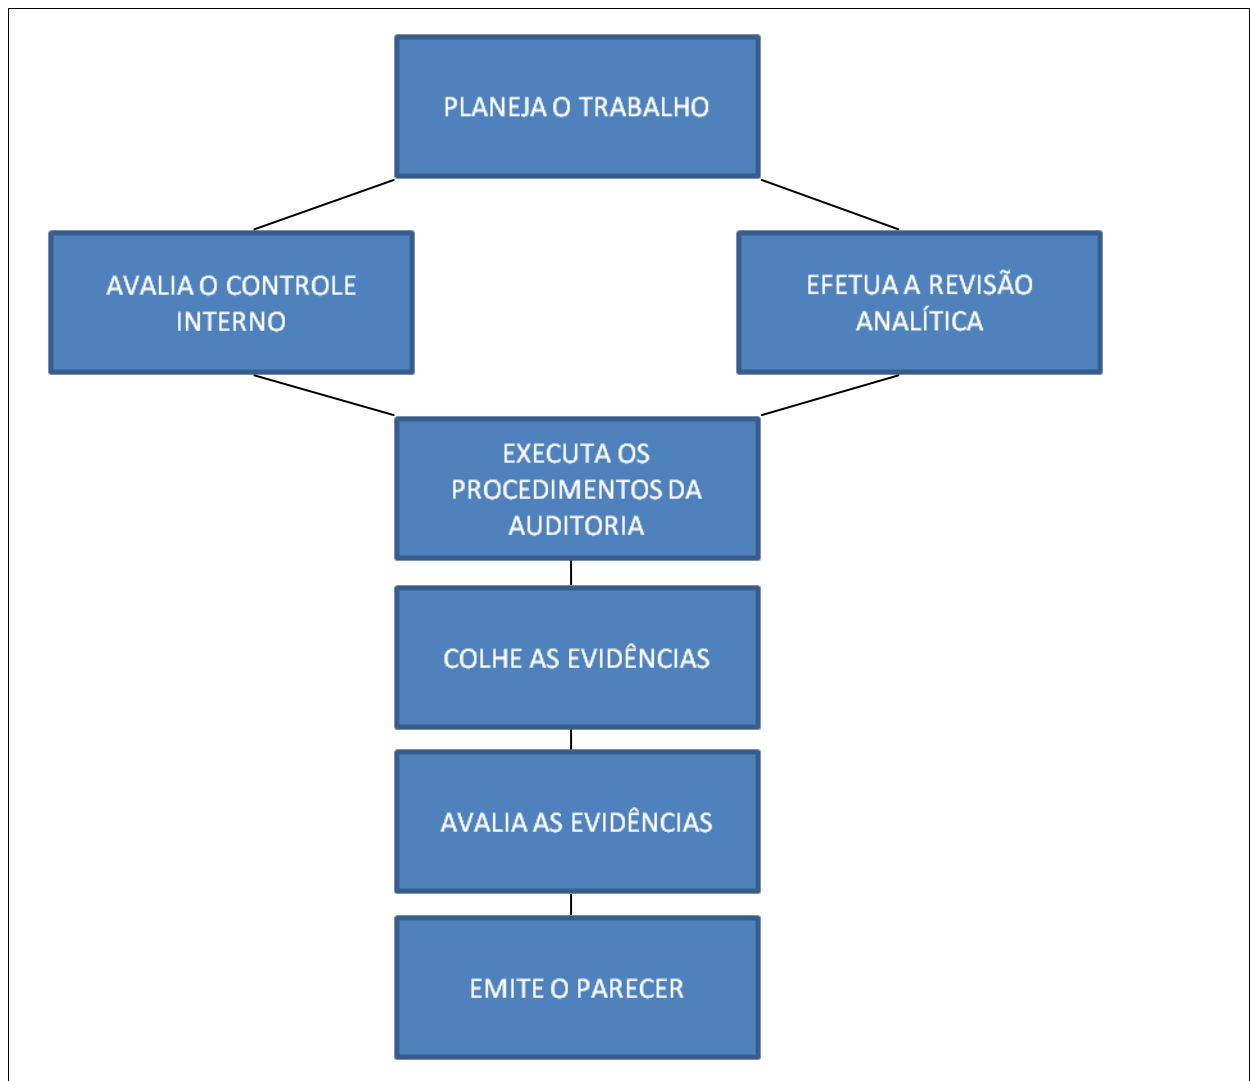 PLANEJA O TRABALHO
AVALIA O CONTROLE
INTERNO
EFETUA A REVISÃO
ANALÍTICA
EXECUTA OS
PROCEDIMENTOS DA
AUDITORIA
COLHE AS EVIDÊNCIAS
AVALIA AS EVIDÊNCIAS
EMITE O PARECER